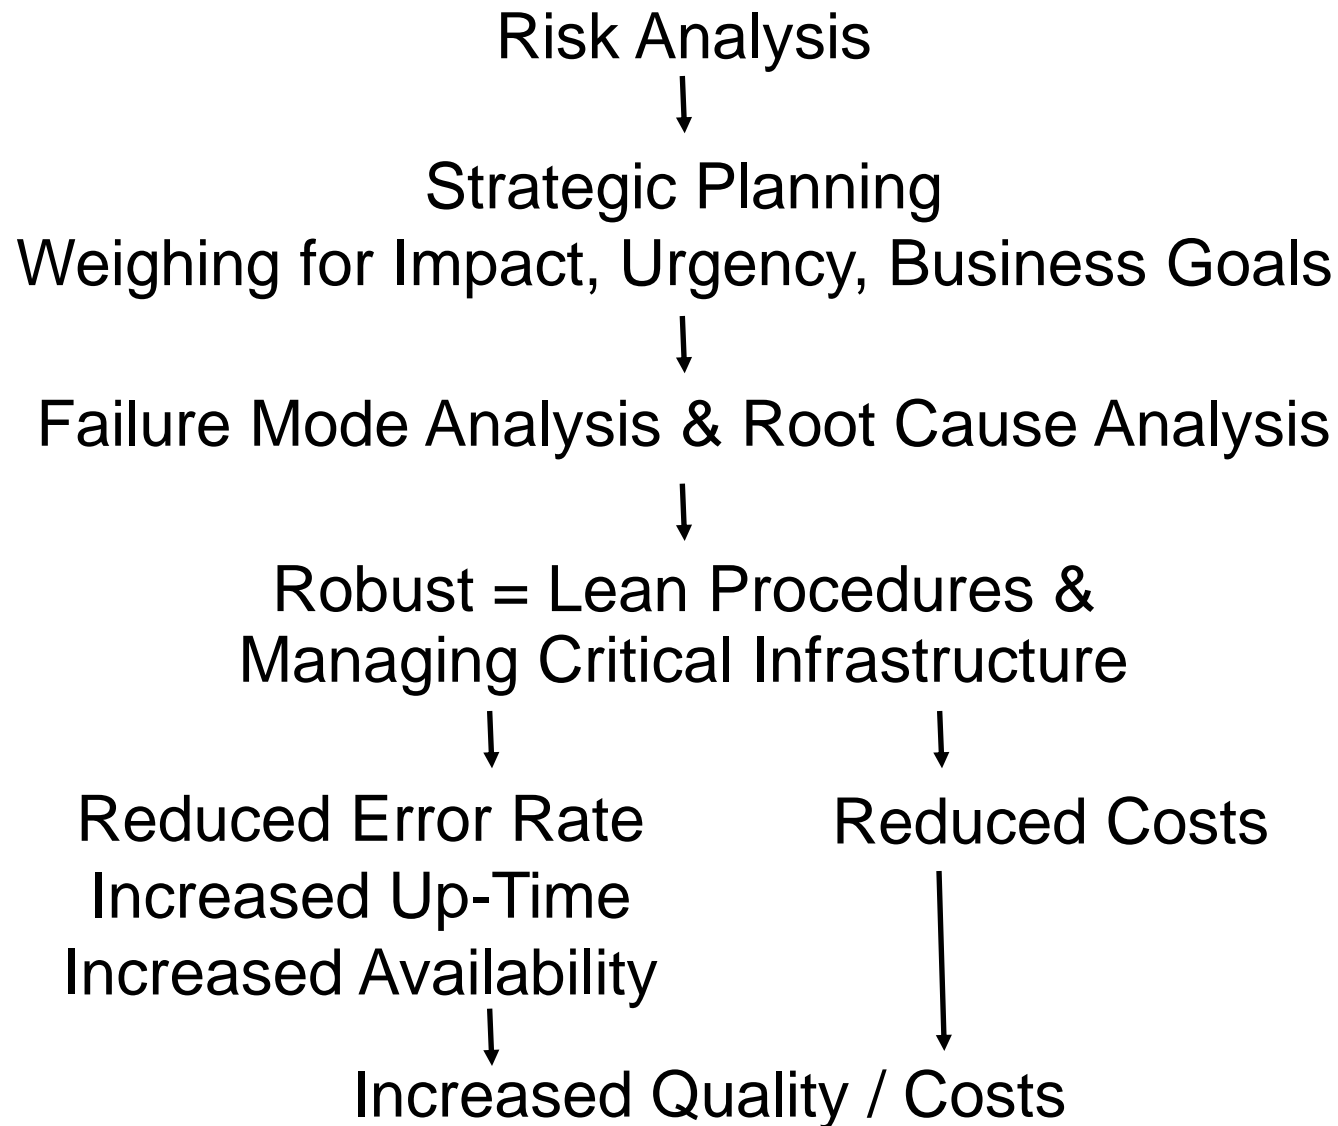 Risk Analysis
Strategic Planning
Weighing for Impact, Urgency, Business Goals
Failure Mode Analysis & Root Cause Analysis
Robust = Lean Procedures &
Managing Critical Infrastructure
Reduced Error Rate
Increased Up-Time
Increased Availability
Reduced Costs
Increased Quality / Costs